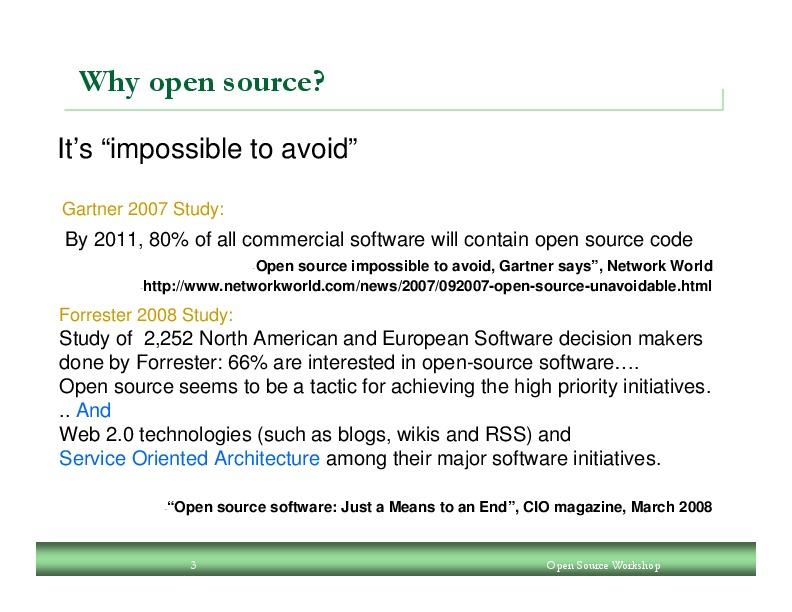 Why open source?
It’s “impossible to avoid”
Gartner 2007 Study:
By 2011, 80% of all commercial software will contain open source code
Open source impossible to avoid, Gartner says”, Network World
http://www.networkworld.com/news/2007/092007-open-source-unavoidable.html
Forrester 2008 Study:
Study of 2,252 North American and European Software decision makers
done by Forrester: 66% are interested in open-source software….
Open source seems to be a tactic for achieving the high priority initiatives.
.. And
Web 2.0 technologies (such as blogs, wikis and RSS) and
Service Oriented Architecture among their major software initiatives.
“Open source software: Just a Means to an End”, CIO magazine, March 2008
3 Open Source Workshop